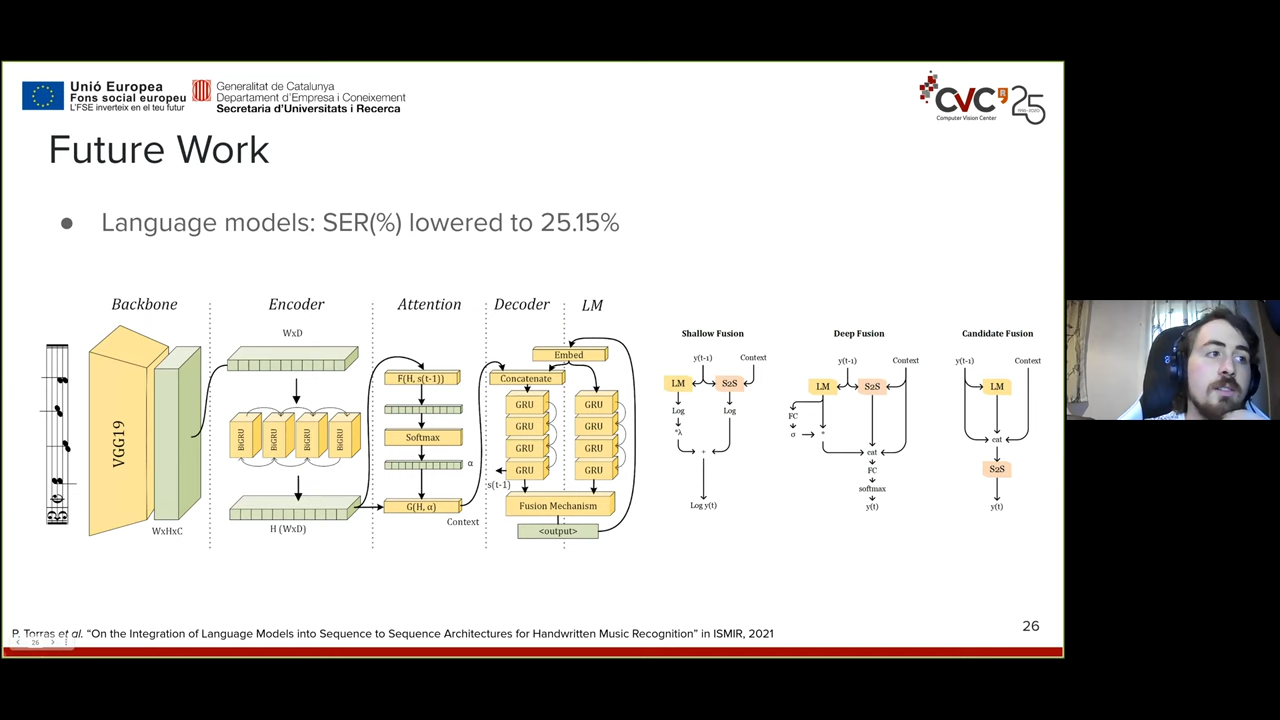 Unió Europea
Fons social europeu
L'FSE inverteix en el teu futur
Generalitat de Catalunya
Departament d'Empresa i Coneixement
Secretaria d'Universitats i Recerca
CVC
Computer Vision Center
25
Future Work
● Language models: SER(%) lowered to 25.15%
Backbone
Encoder
Attention
Decoder
LM
VGG19
WxHxC
WxD
BiGRU
BiGRU
BiGRU
BiGRU
H (WxD)
F(H, s(t-1))
Softmax
α
G(H, α)
Context
Embed
Concatenate
GRU
GRU
GRU
GRU
GRU
GRU
GRU
GRU
s(t-1)
Fusion Mechanism
<output>
Shallow Fusion
y(t-1)
Context
LM
S2S
Log
Log
*λ
+
Log y(t)
Deep Fusion
y(t-1)
Context
LM
S2S
FC
σ
*
cat
FC
softmax
y(t)
Candidate Fusion
y(t-1)
Context
LM
cat
S2S
y(t)
P. Torras et al. “On the Integration of Language Models into Sequence to Sequence Architectures for Handwritten Music Recognition” in ISMIR, 2021
26
26